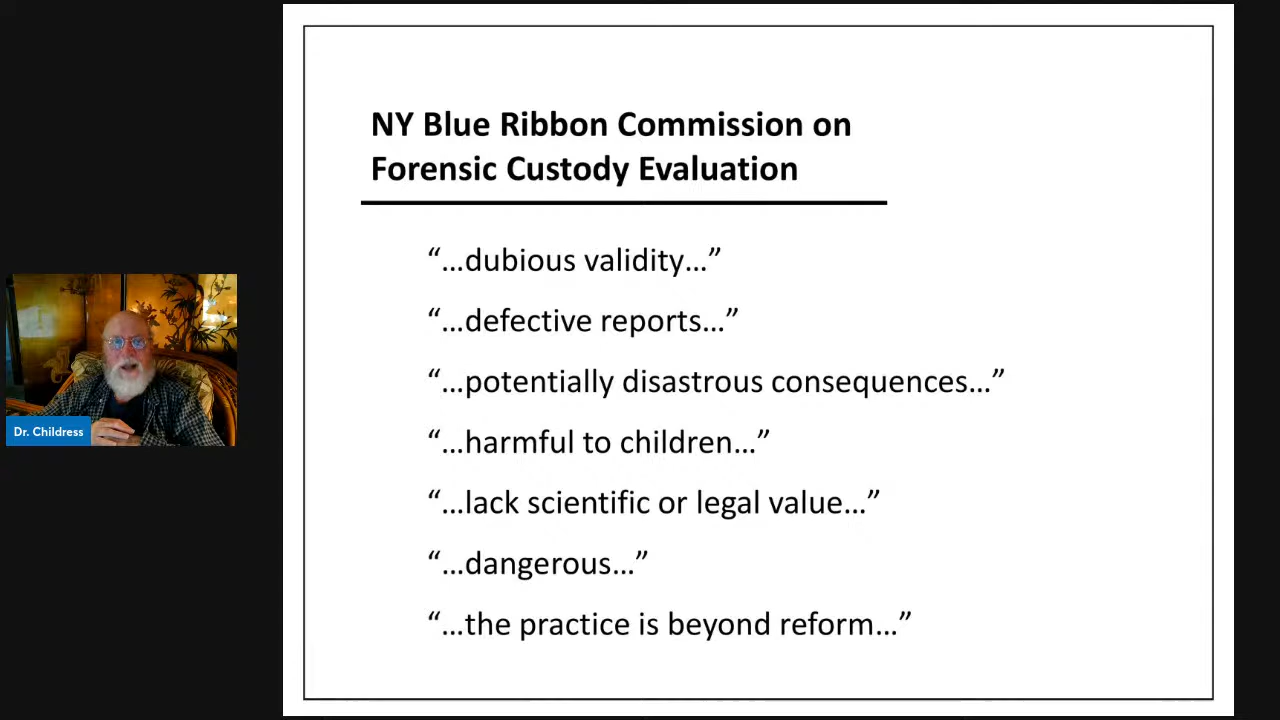 NY Blue Ribbon Commission on
Forensic Custody Evaluation
“…dubious validity…”
“…defective reports…”
“…potentially disastrous consequences…”
“…harmful to children…”
“…lack scientific or legal value…”
“…dangerous…”
“…the practice is beyond reform…”
Dr. Childress